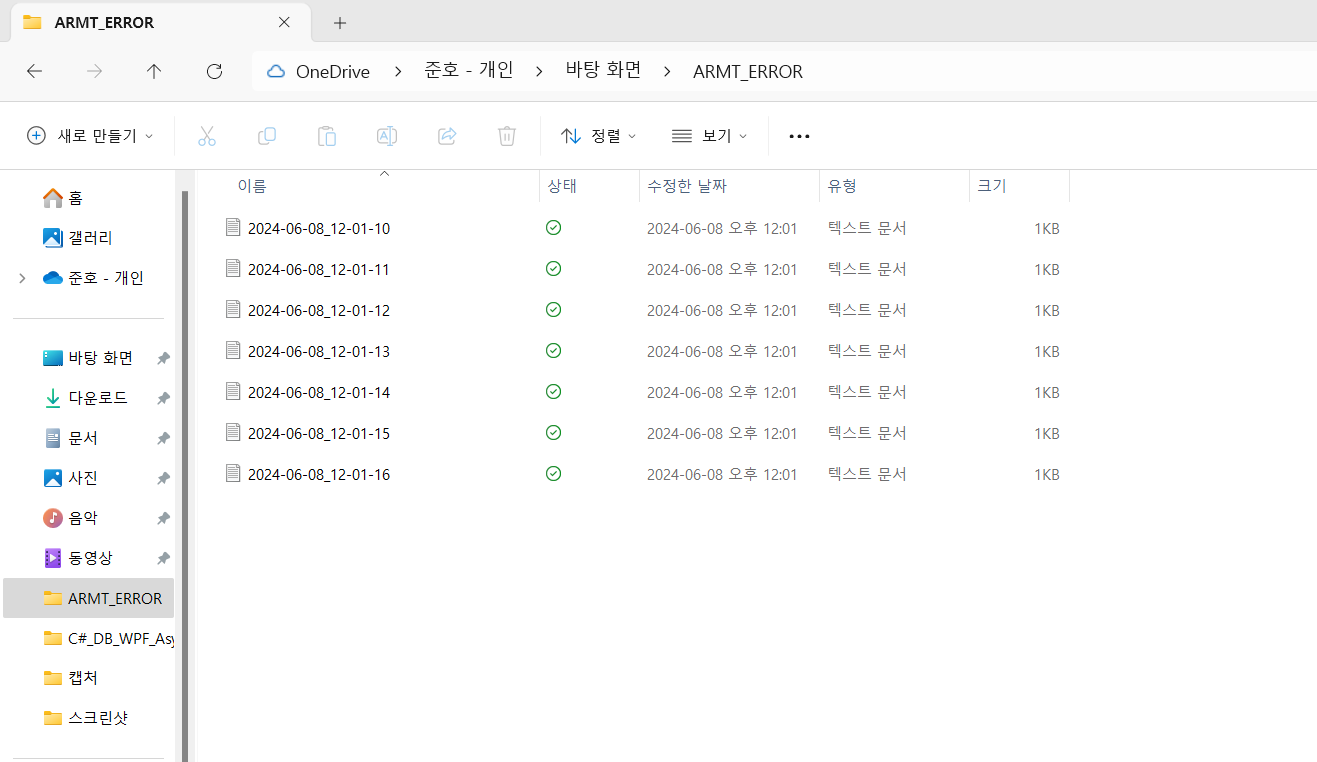 ARMT_ERROR
OneDrive > 준호 - 개인 > 바탕 화면 > ARMT_ERROR
새로 만들기 정렬 보기
홈
갤러리
준호 - 개인
바탕 화면
다운로드
문서
사진
음악
동영상
ARMT_ERROR
C#_DB_WPF_Asy
캡처
스크린샷
이름 상태 수정한 날짜 유형 크기
2024-06-08_12-01-10 2024-06-08 오후 12:01 텍스트 문서 1KB
2024-06-08_12-01-11 2024-06-08 오후 12:01 텍스트 문서 1KB
2024-06-08_12-01-12 2024-06-08 오후 12:01 텍스트 문서 1KB
2024-06-08_12-01-13 2024-06-08 오후 12:01 텍스트 문서 1KB
2024-06-08_12-01-14 2024-06-08 오후 12:01 텍스트 문서 1KB
2024-06-08_12-01-15 2024-06-08 오후 12:01 텍스트 문서 1KB
2024-06-08_12-01-16 2024-06-08 오후 12:01 텍스트 문서 1KB